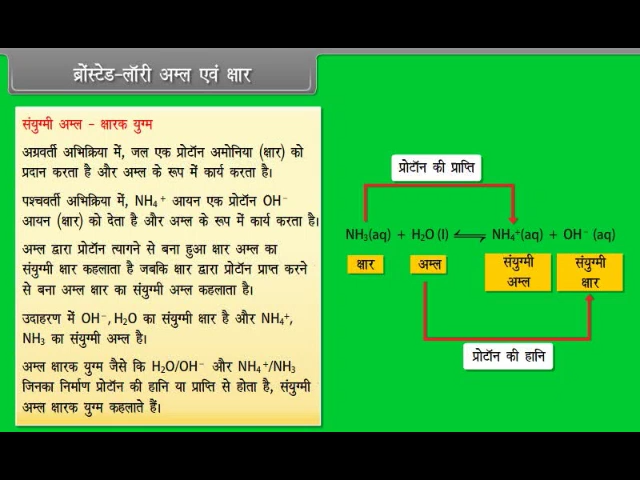 ब्रोंस्टेड-लॉरी अम्ल एवं क्षार
संयुग्मी अम्ल - क्षारक युग्म
अग्रवर्ती अभिक्रिया में, जल एक प्रोटॉन अमोनिया (क्षार) को
प्रदान करता है और अम्ल के रूप में कार्य करता है।
पश्चवर्ती अभिक्रिया में, NH₄⁺ आयन एक प्रोटॉन OH⁻
आयन (क्षार) को देता है और अम्ल के रूप में कार्य करता है।
अम्ल द्वारा प्रोटॉन त्यागने से बना हुआ क्षार अम्ल का
संयुग्मी क्षार कहलाता है जबकि क्षार द्वारा प्रोटॉन प्राप्त करने
से बना अम्ल क्षार का संयुग्मी अम्ल कहलाता है।
उदाहरण में OH⁻, H₂O का संयुग्मी क्षार है और NH₄⁺,
NH₃ का संयुग्मी अम्ल है।
अम्ल क्षारक युग्म जैसे कि H₂O/OH⁻ और NH₄⁺/NH₃
जिनका निर्माण प्रोटॉन की हानि या प्राप्ति से होता है, संयुग्मी
अम्ल क्षारक युग्म कहलाते हैं।
प्रोटॉन की प्राप्ति
NH₃(aq) + H₂O (l) ⇌ NH₄⁺(aq) + OH⁻ (aq)
क्षार अम्ल संयुग्मी संयुग्मी
अम्ल क्षार
प्रोटॉन की हानि